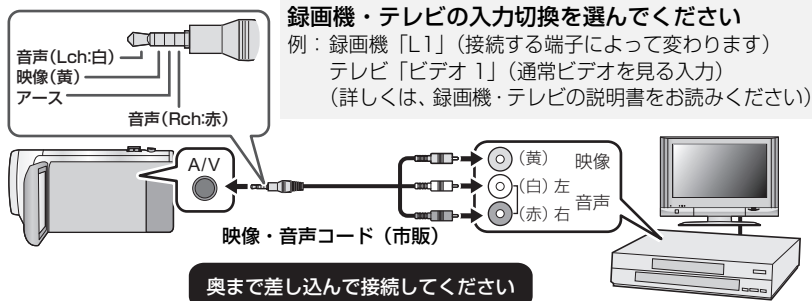 録画機・テレビの入力切換を選んでください
例：録画機「L1」（接続する端子によって変わります）
テレビ「ビデオ 1」（通常ビデオを見る入力）
（詳しくは、録画機・テレビの説明書をお読みください）
音声(Lch:白)
映像(黄)
アース
音声(Rch:赤)
A/V
（黄） 映像
（白）左
音声
（赤）右
映像・音声コード（市販）
奥まで差し込んで接続してください